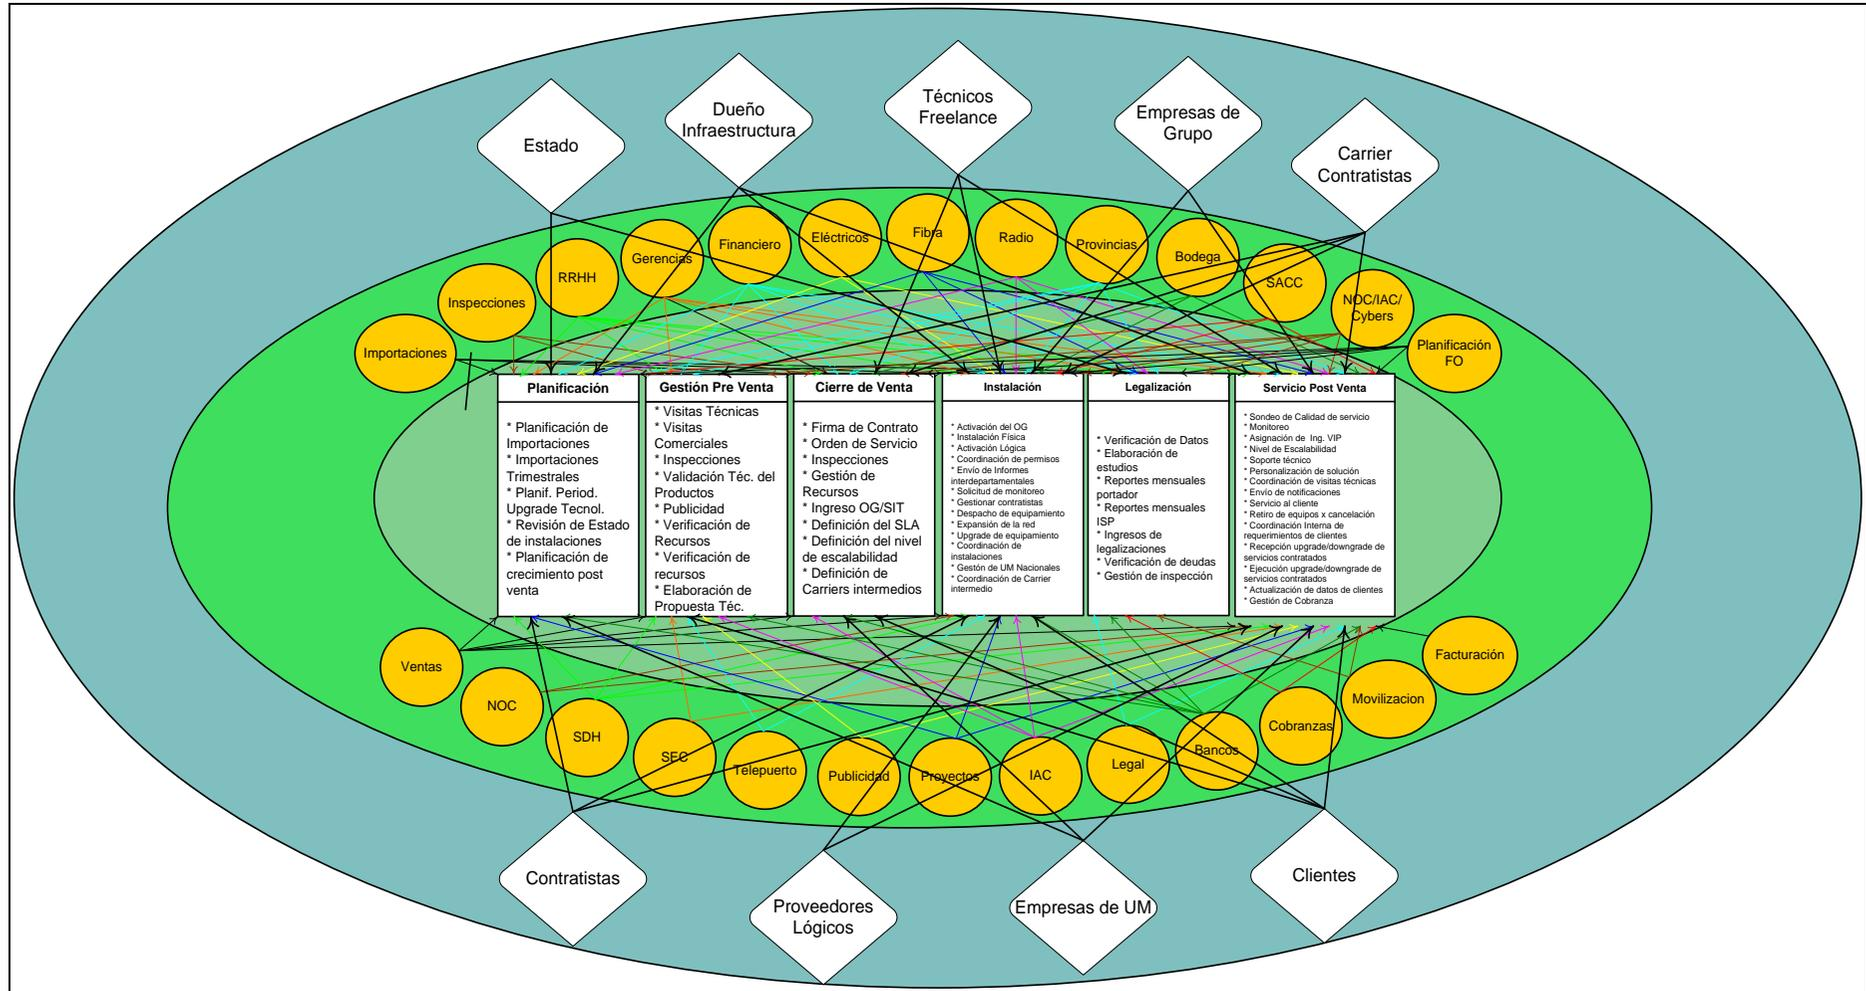 Estado
Dueño
Infraestructura
Técnicos
Freelance
Empresas de
Grupo
Carrier
Contratistas
Importaciones
Inspecciones
RRHH
Gerencias
Financiero
Eléctricos
Fibra
Radio
Provincias
Bodega
SACC
NOC/IAC/
Cybers
Planificación
FO
Planificación
* Planificación de
Importaciones
* Importaciones
Trimestrales
* Planif. Period.
Upgrade Tecnol.
* Revisión de Estado
de instalaciones
* Planificación de
crecimiento post
venta
Gestión Pre Venta
* Visitas Técnicas
* Visitas
Comerciales
* Inspecciones
* Validación Téc. del
Productos
* Publicidad
* Verificación de
Recursos
* Verificación de
recursos
* Elaboración de
Propuesta Téc.
Cierre de Venta
* Firma de Contrato
* Orden de Servicio
* Inspecciones
* Gestión de
Recursos
* Ingreso OG/SIT
* Definición del SLA
* Definición del nivel
de escalabilidad
* Definición de
Carriers intermedios
Instalación
* Activación del OG
* Instalación Física
* Activación Lógica
* Coordinación de permisos
* Envío de Informes
interdepartamentales
* Solicitud de monitoreo
* Gestionar contratistas
* Despacho de equipamiento
* Expansión de la red
* Upgrade de equipamiento
* Coordinación de
instalaciones
* Gestón de UM Nacionales
* Coordinación de Carrier
intermedio
Legalización
* Verificación de Datos
* Elaboración de
estudios
* Reportes mensuales
portador
* Reportes mensuales
ISP
* Ingresos de
legalizaciones
* Verificación de deudas
* Gestión de inspección
Servicio Post Venta
* Sondeo de Calidad de servicio
* Monitoreo
* Asignación de Ing. VIP
* Nivel de Escalabilidad
* Soporte técnico
* Personalización de solución
* Coordinación de visitas técnicas
* Envío de notificaciones
* Servicio al cliente
* Retiro de equipos x cancelación
* Coordinación Interna de
requerimientos de clientes
* Recepción upgrade/downgrade de
servicios contratados
* Ejecución upgrade/downgrade de
servicios contratados
* Actualización de datos de clientes
* Gestión de Cobranza
Ventas
NOC
SDH
SEC
Telepuerto
Publicidad
Proyectos
IAC
Legal
Bancos
Cobranzas
Movilizacion
Facturación
Contratistas
Proveedores
Lógicos
Empresas de UM
Clientes